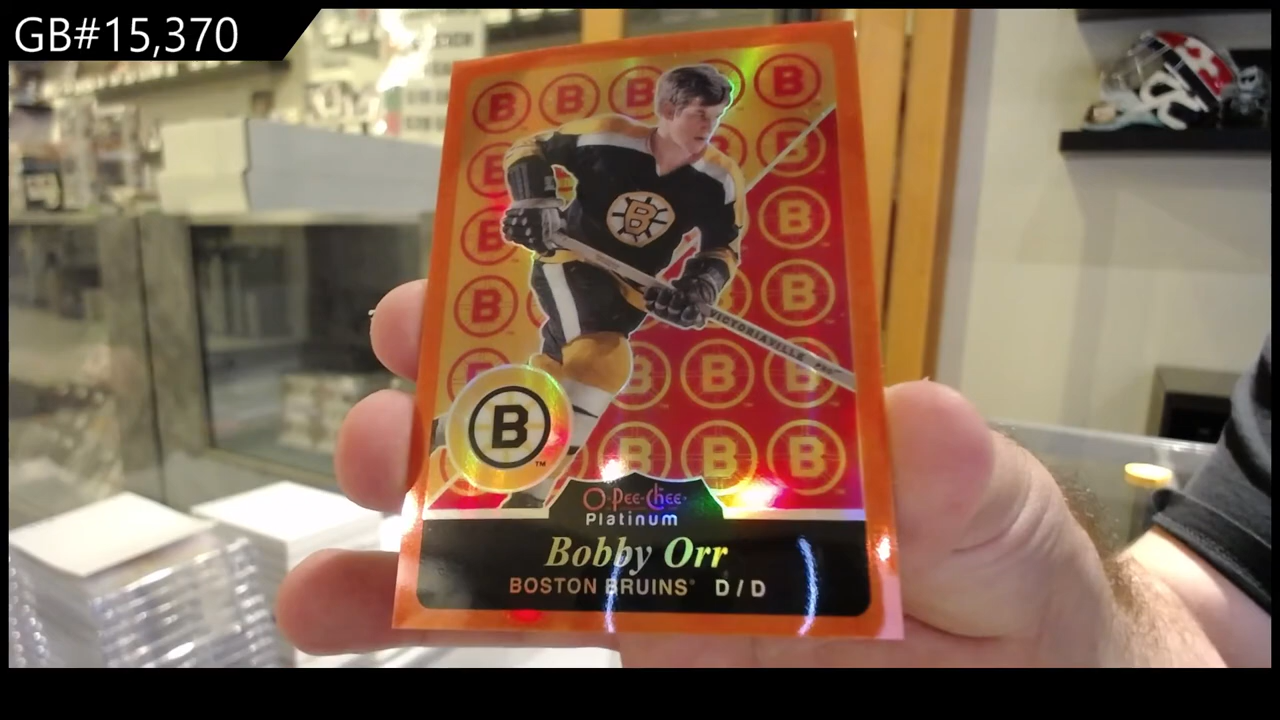 GB#15,370
VICTORIAVILLE
O-Pee-Chee
Platinum
Bobby Orr
BOSTON BRUINS D / D